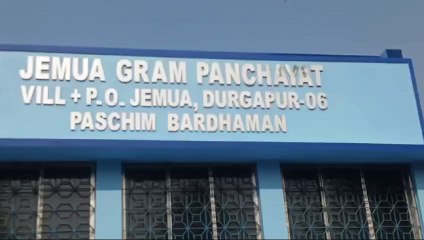 JEMUA GRAM PANCHAYAT
VILL + P.O. JEMUA, DURGAPUR-06
PASCHIM BARDHAMAN